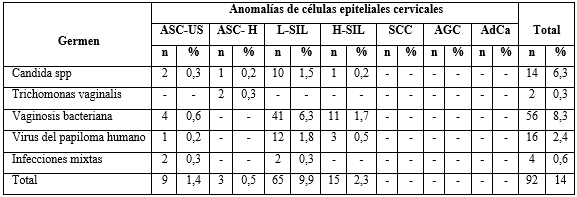 Germen Anomalías de células epiteliales cervicales Total
ASC-US ASC- H L-SIL H-SIL SCC AGC AdCa
n % n % n % n % n % n % n % n %
Candida spp 2 0,3 1 0,2 10 1,5 1 0,2 - - - - - - 14 6,3
Trichomonas vaginalis - - 2 0,3 - - - - - - - - - - 2 0,3
Vaginosis bacteriana 4 0,6 - - 41 6,3 11 1,7 - - - - - - 56 8,3
Virus del papiloma humano 1 0,2 - - 12 1,8 3 0,5 - - - - - - 16 2,4
Infecciones mixtas 2 0,3 - - 2 0,3 - - - - - - - - 4 0,6
Total 9 1,4 3 0,5 65 9,9 15 2,3 - - - - - - 92 14